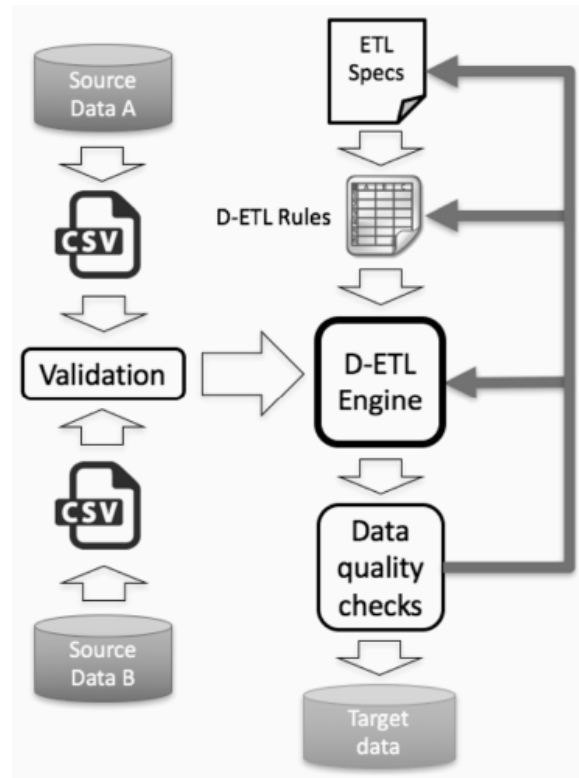 Source
Data A
CSV
Validation
CSV
Source
Data B
ETL
Specs
D-ETL Rules
A B C
D-ETL
Engine
Data
quality
checks
Target
data